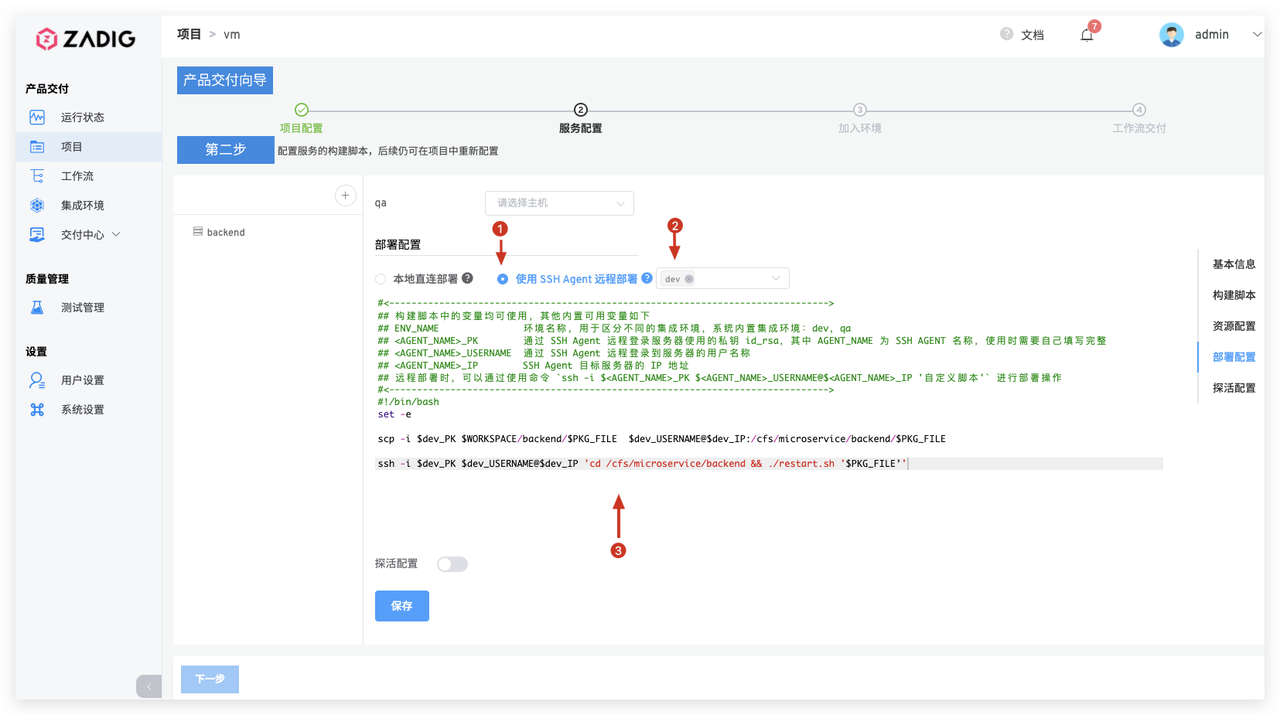 ZADIG
项目 > vm
文档
7
admin
产品交付
运行状态
项目
工作流
集成环境
交付中心
质量管理
测试管理
设置
用户设置
系统设置
产品交付向导
2
3
4
项目配置
服务配置
加入环境
工作流交付
第二步
配置服务的构建脚本，后续仍可在项目中重新配置
+
backend
qa
请选择主机
1
2
部署配置
本地直连部署 ?
使用 SSH Agent 远程部署 ?
dev
#<------------------------------------------------------------------------------->
## 构建脚本中的变量均可使用，其他内置可用变量如下
## ENV_NAME 环境名称，用于区分不同的集成环境，系统内置集成环境：dev，qa
## <AGENT_NAME>_PK 通过 SSH Agent 远程登录服务器使用的私钥 id_rsa，其中 AGENT_NAME 为 SSH AGENT 名称，使用时需要自己填写完整
## <AGENT_NAME>_USERNAME 通过 SSH Agent 远程登录到服务器的用户名称
## <AGENT_NAME>_IP SSH Agent 目标服务器的 IP 地址
## 远程部署时，可以通过使用命令 `ssh -i $<AGENT_NAME>_PK $<AGENT_NAME>_USERNAME@$<AGENT_NAME>_IP '自定义脚本'` 进行部署操作
#<------------------------------------------------------------------------------->
#!/bin/bash
set -e
scp -i $dev_PK $WORKSPACE/backend/$PKG_FILE $dev_USERNAME@$dev_IP:/cfs/microservice/backend/$PKG_FILE
ssh -i $dev_PK $dev_USERNAME@$dev_IP 'cd /cfs/microservice/backend && ./restart.sh '$PKG_FILE''
3
探活配置
保存
下一步
基本信息
构建脚本
资源配置
部署配置
探活配置